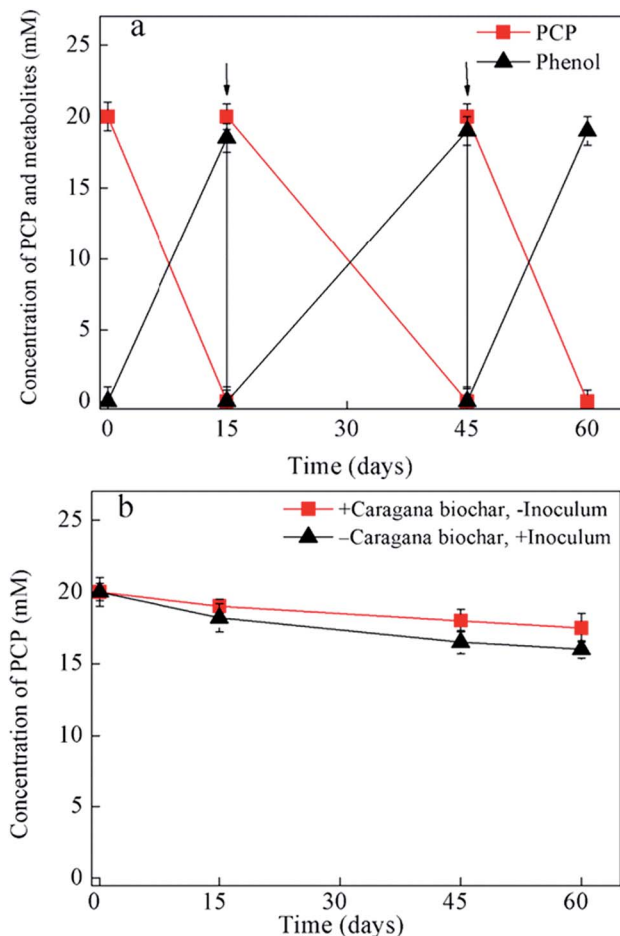 a
PCP
Phenol
Concentration of PCP and metabolites (mM)
25
20
15
10
5
0
0 15 30 45 60
Time (days)
b
+Caragana biochar, -Inoculum
–Caragana biochar, +Inoculum
Concentration of PCP (mM)
25
20
15
10
5
0
0 15 30 45 60
Time (days)